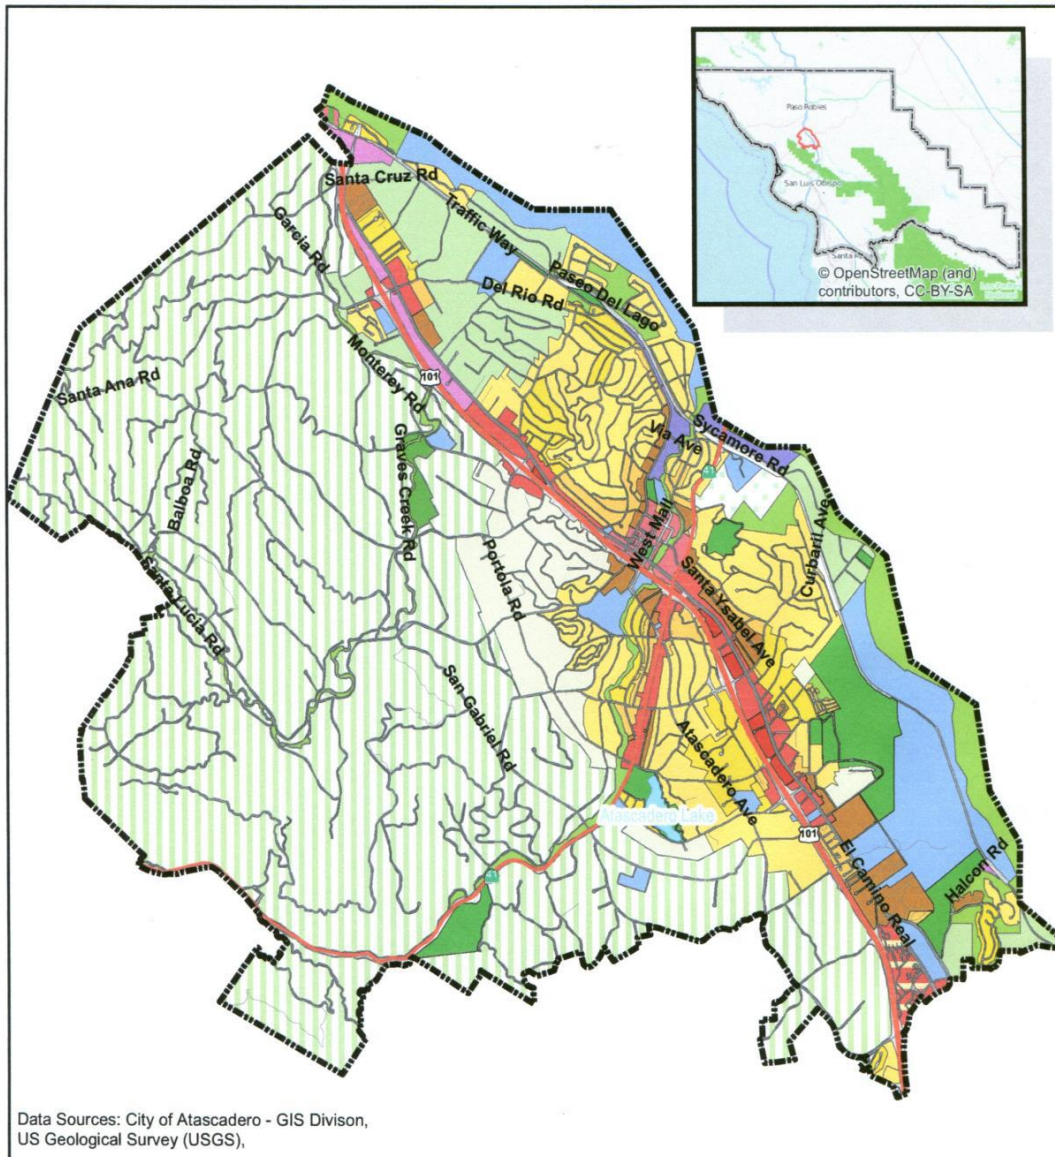 Paso Robles
San Luis Obispo
Santa
© OpenStreetMap (and)
contributors, CC-BY-SA
Santa Cruz Rd
Garcia Rd
Traffic Way
Paseo Del Lago
Del Rio Rd
Monterey Rd
101
Santa Ana Rd
Graves Creek Rd
Balboa Rd
Via Ave
Sycamore Rd
41
West Mall
Curbaril Ave
Portola Rd
Santa Ysabel Ave
Santa Lucia Rd
San Gabriel Rd
Atascadero Ave
Atascadero Lake
101
El Camino Real
Halcon Rd
41
Data Sources: City of Atascadero - GIS Divison,
US Geological Survey (USGS),